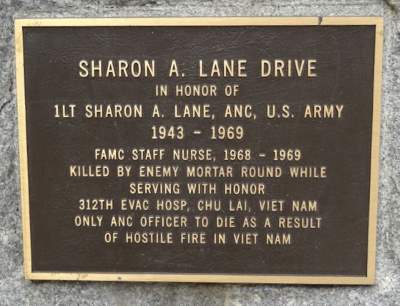 SHARON A. LANE DRIVE
IN HONOR OF
1LT SHARON A. LANE, ANC, U.S. ARMY
1943 - 1969
FAMC STAFF NURSE, 1968 - 1969
KILLED BY ENEMY MORTAR ROUND WHILE
SERVING WITH HONOR
312TH EVAC HOSP, CHU LAI, VIET NAM
ONLY ANC OFFICER TO DIE AS A RESULT
OF HOSTILE FIRE IN VIET NAM